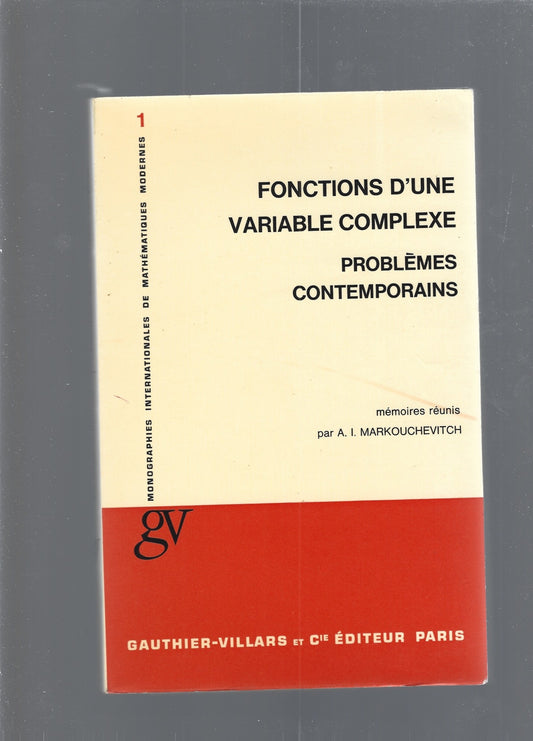 1
MONOGRAPHIES INTERNATIONALES DE MATHÉMATIQUES MODERNES
FONCTIONS D'UNE
VARIABLE COMPLEXE
PROBLÈMES
CONTEMPORAINS
mémoires réunis
par A. I. MARKOUCHEVITCH
gv
GAUTHIER-VILLARS ET CIE ÉDITEUR PARIS